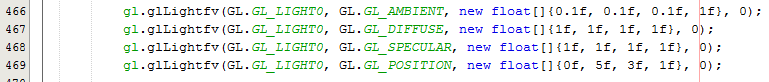 466 gl.glLightfv(GL.GL_LIGHT0, GL.GL_AMBIENT, new float[]{0.1f, 0.1f, 0.1f, 1f}, 0);
467 gl.glLightfv(GL.GL_LIGHT0, GL.GL_DIFFUSE, new float[]{1f, 1f, 1f, 1f}, 0);
468 gl.glLightfv(GL.GL_LIGHT0, GL.GL_SPECULAR, new float[]{1f, 1f, 1f, 1f}, 0);
469 gl.glLightfv(GL.GL_LIGHT0, GL.GL_POSITION, new float[]{0f, 5f, 3f, 1f}, 0);